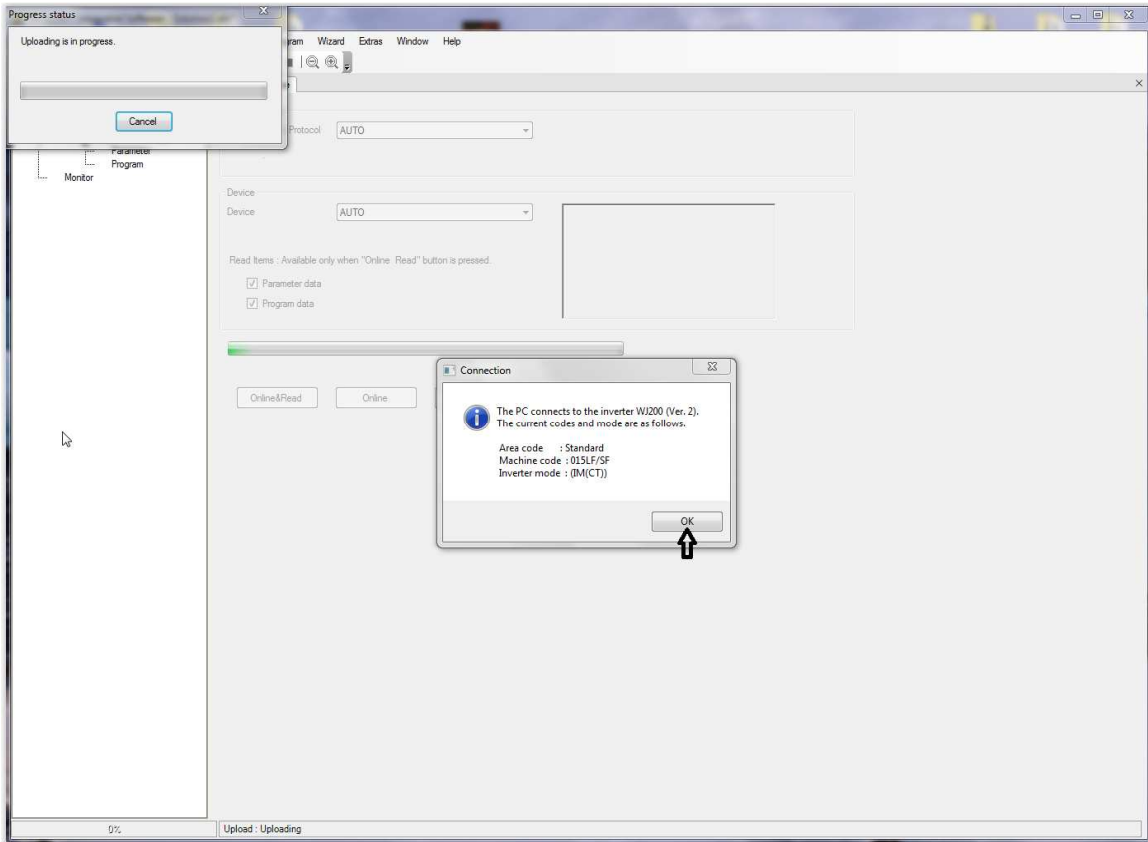 Progress status
Uploading is in progress.
Cancel
Wizard Extras Window Help
Protocol AUTO
Parameter
Program
Monitor
Device
Device AUTO
Read Items : Available only when "Online Read" button is pressed.
Parameter data
Program data
Online&Read Online
Connection
The PC connects to the inverter WJ200 (Ver. 2).
The current codes and mode are as follows.
Area code : Standard
Machine code : 015LF/SF
Inverter mode : (IM(CT))
OK
0% Upload : Uploading